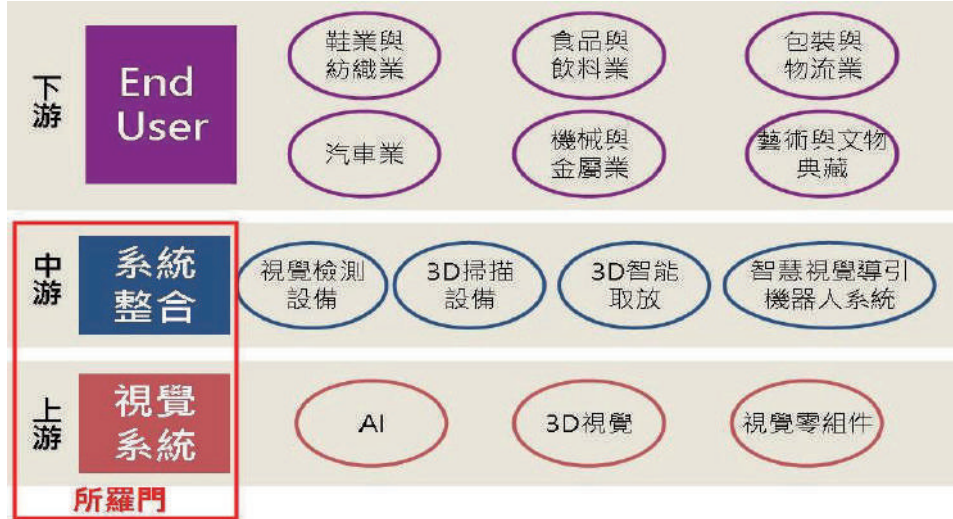 下游
End
User
鞋業與
紡織業
食品與
飲料業
包裝與
物流業
汽車業
機械與
金屬業
藝術與文物
典藏
中游
系統
整合
視覺檢測
設備
3D掃描
設備
3D智能
取放
智慧視覺導引
機器人系統
上游
視覺
系統
AI
3D視覺
視覺零組件
所羅門